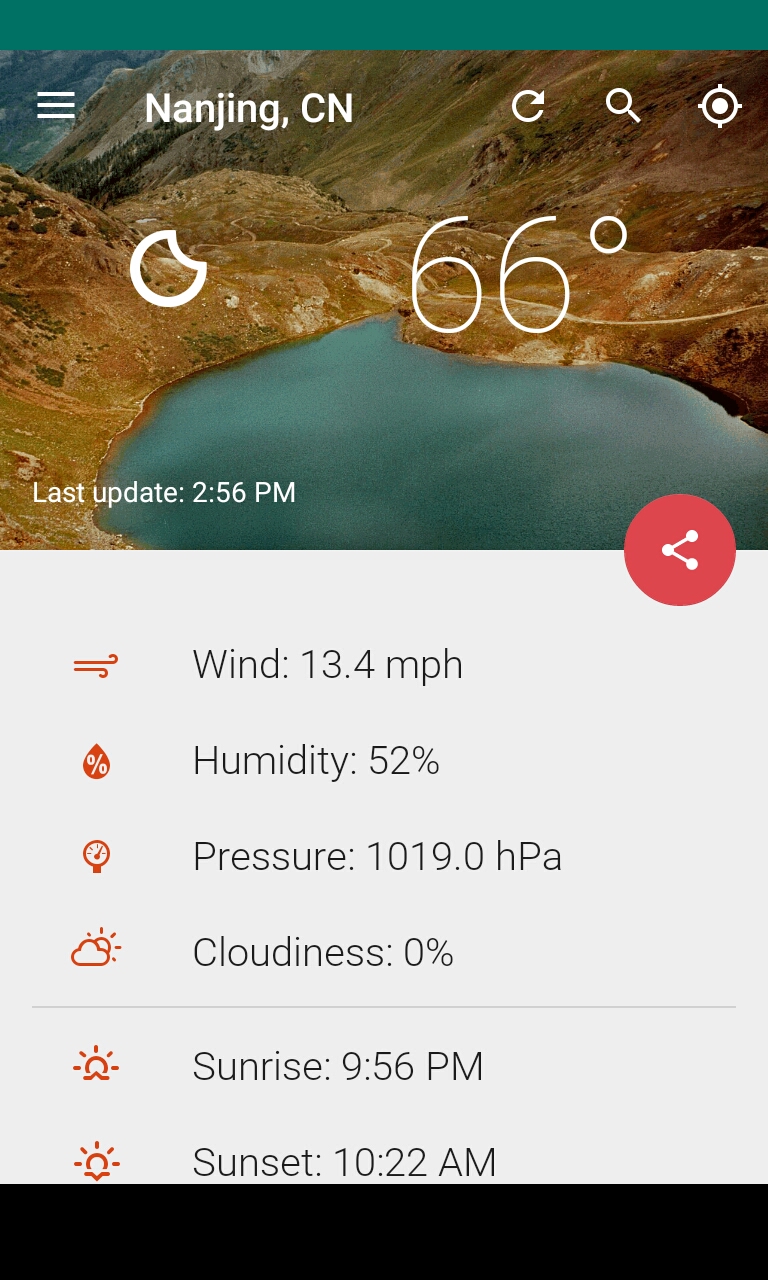 Nanjing, CN
66°
Last update: 2:56 PM
Wind: 13.4 mph
Humidity: 52%
Pressure: 1019.0 hPa
Cloudiness: 0%
Sunrise: 9:56 PM
Sunset: 10:22 AM